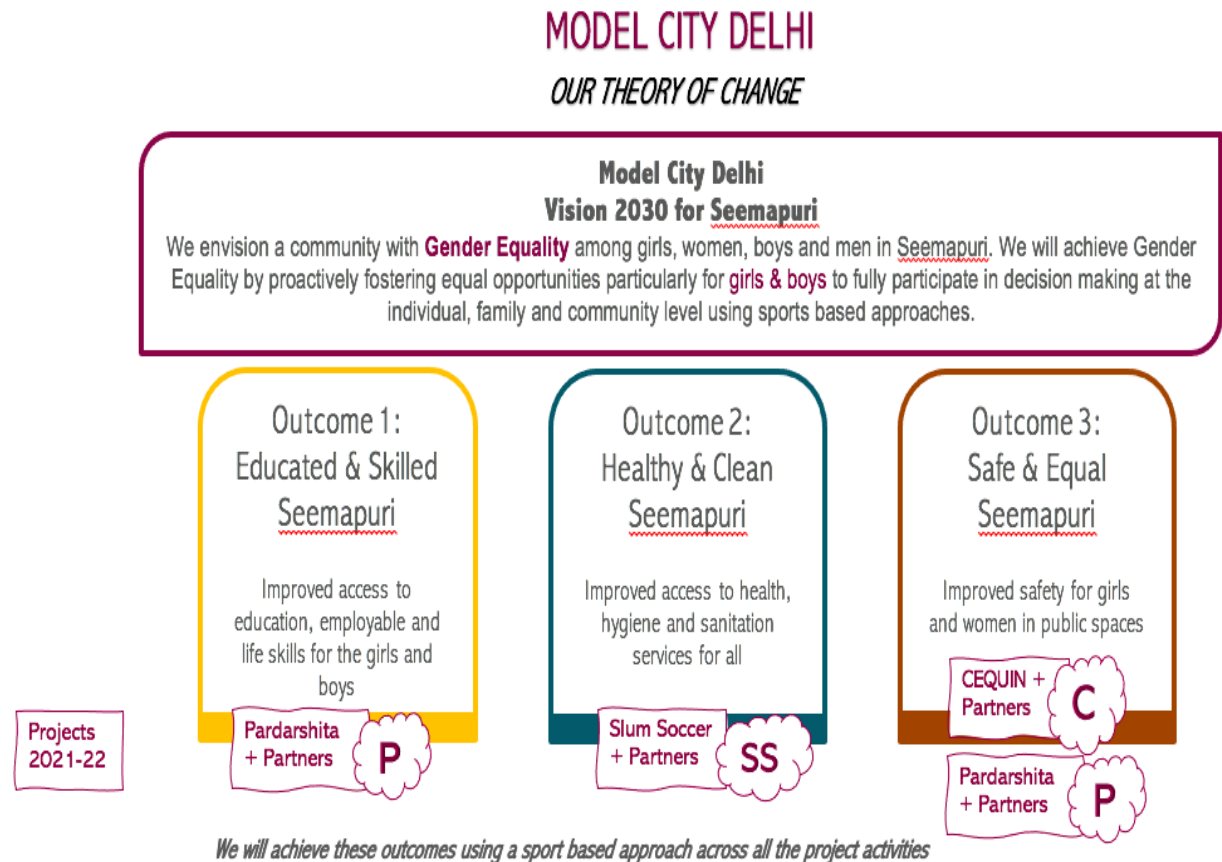 MODEL CITY DELHI
OUR THEORY OF CHANGE
Model City Delhi
Vision 2030 for Seemapuri
We envision a community with Gender Equality among girls, women, boys and men in Seemapuri. We will achieve Gender
Equality by proactively fostering equal opportunities particularly for girls & boys to fully participate in decision making at the
individual, family and community level using sports based approaches.
Outcome 1:
Educated & Skilled
Seemapuri
Improved access to
education, employable and
life skills for the girls and
boys
Pardarshita
+ Partners
P
Outcome 2:
Healthy & Clean
Seemapuri
Improved access to health,
hygiene and sanitation
services for all
Slum Soccer
+ Partners
SS
Outcome 3:
Safe & Equal
Seemapuri
Improved safety for girls
and women in public spaces
CEQUIN +
Partners
C
Pardarshita
+ Partners
P
Projects
2021-22
We will achieve these outcomes using a sport based approach across all the project activities